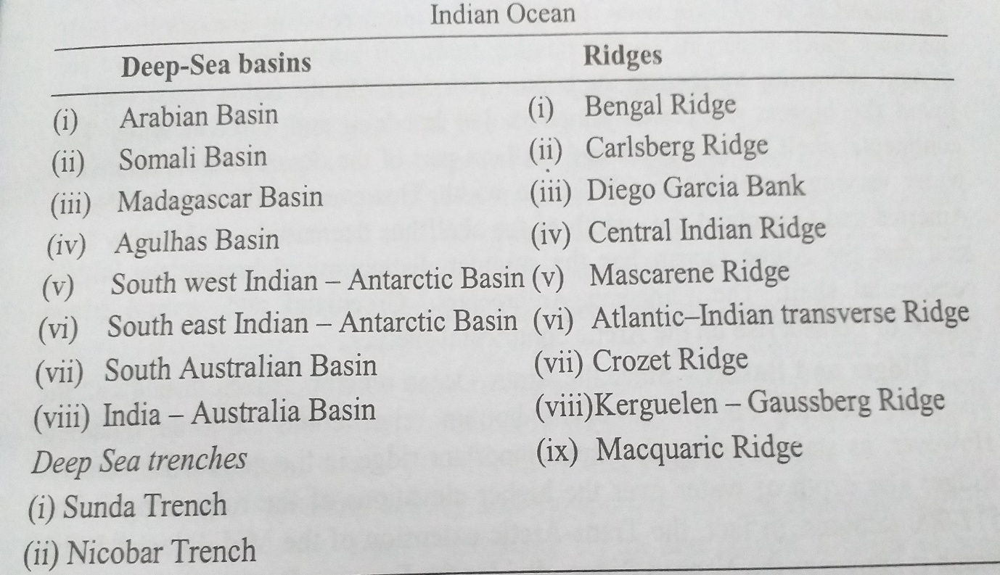 Indian Ocean
Deep-Sea basins Ridges
(i) Arabian Basin (i) Bengal Ridge
(ii) Somali Basin (ii) Carlsberg Ridge
(iii) Madagascar Basin (iii) Diego Garcia Bank
(iv) Agulhas Basin (iv) Central Indian Ridge
(v) South west Indian – Antarctic Basin (v) Mascarene Ridge
(vi) South east Indian – Antarctic Basin (vi) Atlantic–Indian transverse Ridge
(vii) South Australian Basin (vii) Crozet Ridge
(viii) India – Australia Basin (viii)Kerguelen – Gaussberg Ridge
Deep Sea trenches (ix) Macquaric Ridge
(i) Sunda Trench
(ii) Nicobar Trench